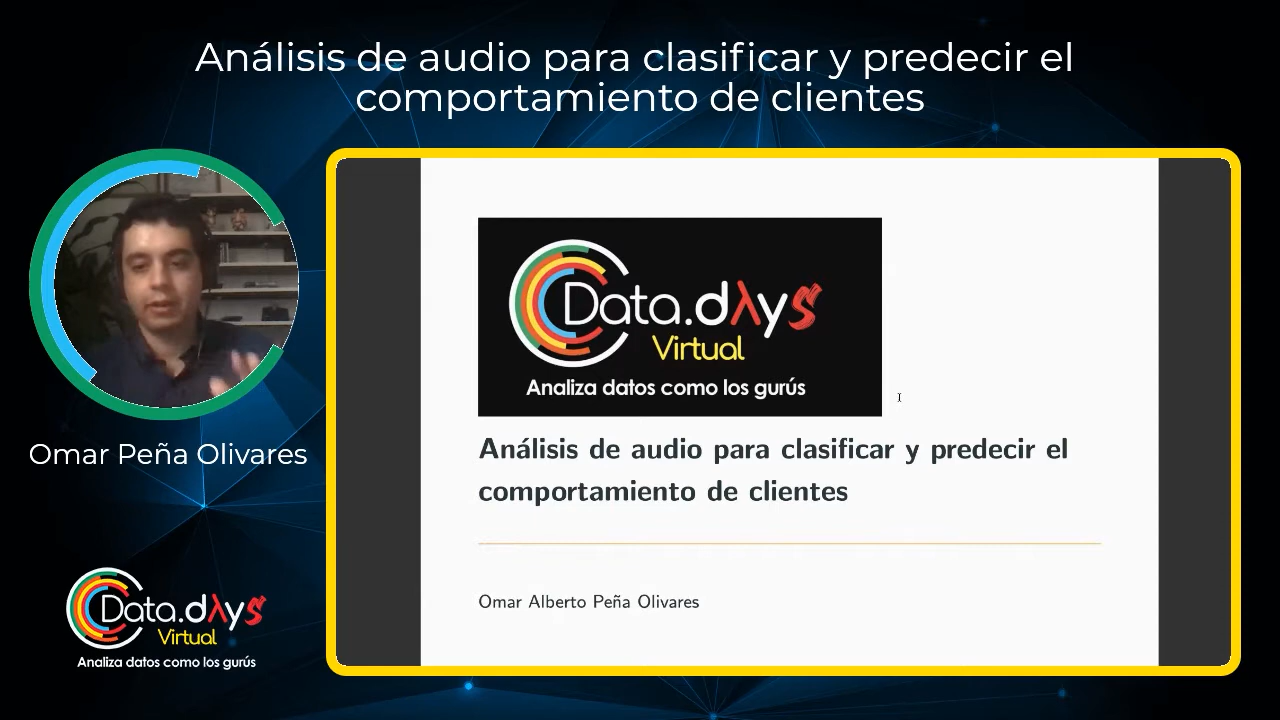 Análisis de audio para clasificar y predecir el
comportamiento de clientes
Omar Peña Olivares
Data.dλys
Virtual
Analiza datos como los gurús
Data.dλys
Virtual
Analiza datos como los gurús
Análisis de audio para clasificar y predecir el
comportamiento de clientes
Omar Alberto Peña Olivares